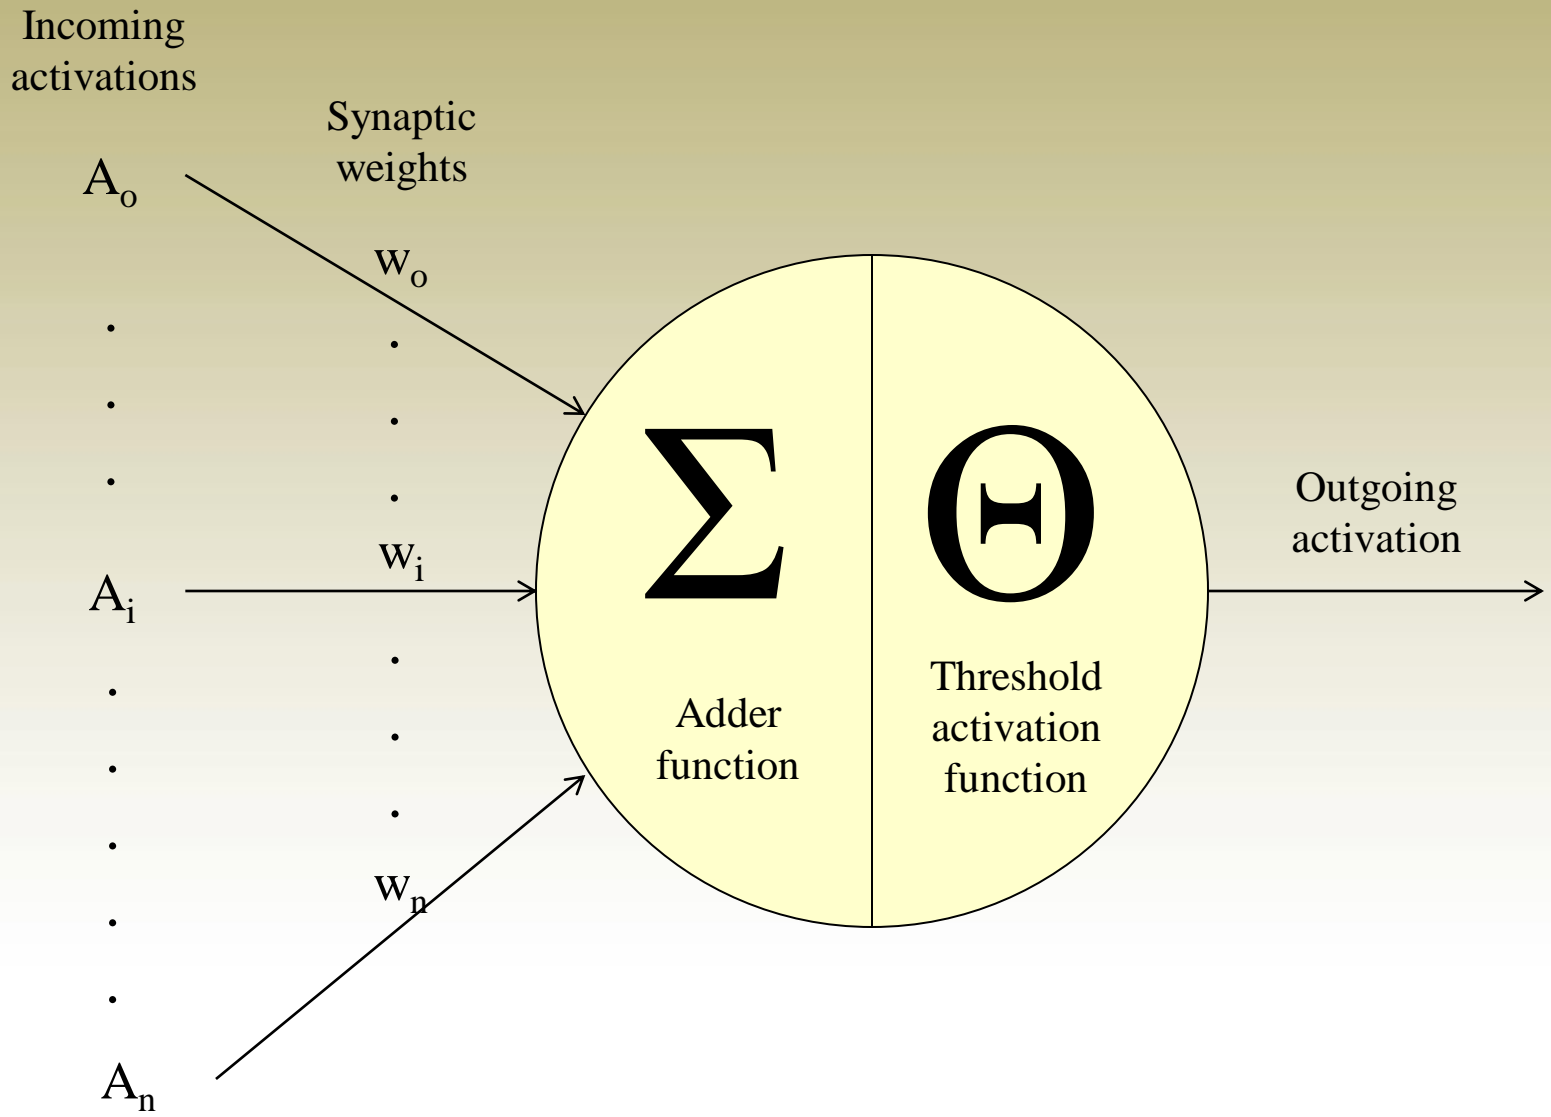 Incoming
activations
Synaptic
weights
Aₒ
wₒ
.
.
.
.
.
.
wᵢ
Aᵢ
.
.
.
.
.
.
.
.
wₙ
Aₙ
Σ
Adder
function
Θ
Threshold
activation
function
Outgoing
activation